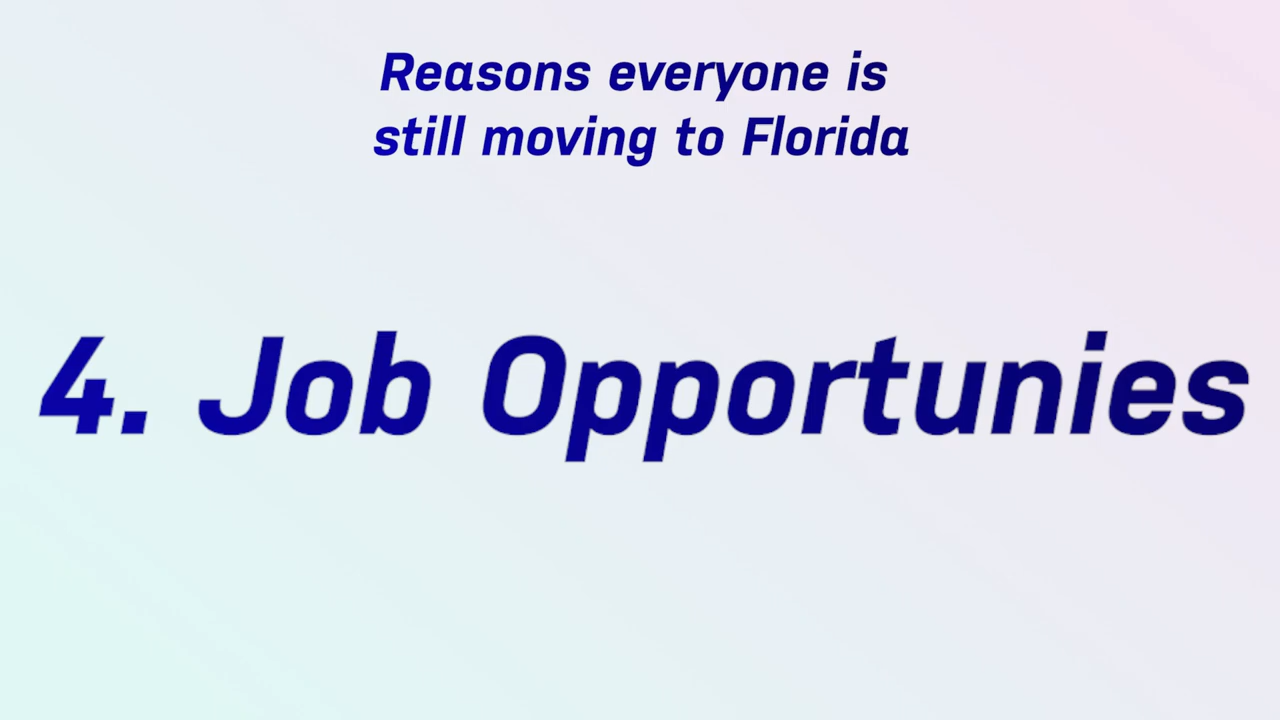 Reasons everyone is
still moving to Florida
4. Job Opportunies